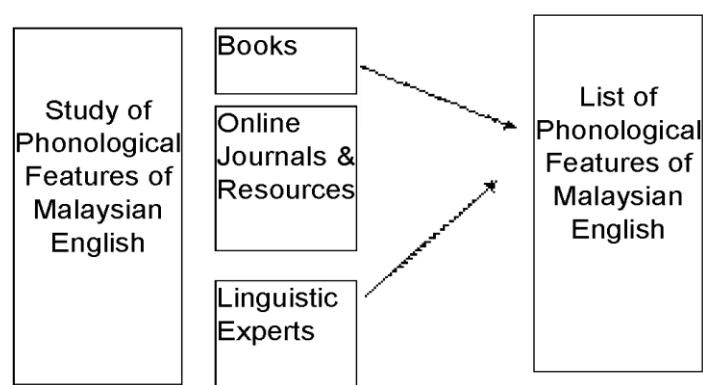 Study of
Phonological
Features of
Malaysian
English
Books
Online
Journals &
Resources
Linguistic
Experts
List of
Phonological
Features of
Malaysian
English